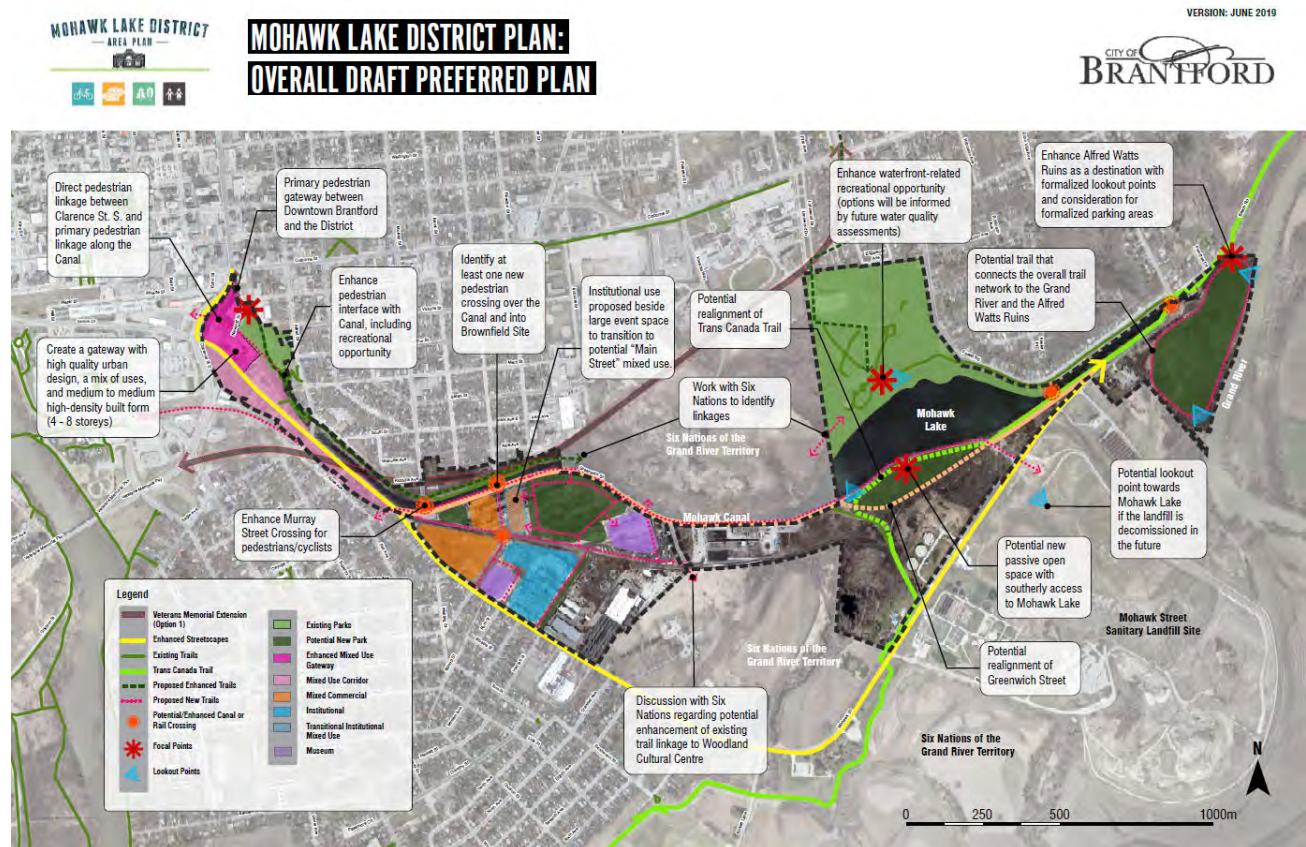 VERSION: JUNE 2019
MOHAWK LAKE DISTRICT
AREA PLAN
MOHAWK LAKE DISTRICT PLAN:
OVERALL DRAFT PREFERRED PLAN
CITY OF
BRANTFORD
Direct pedestrian
linkage between
Clarence St. S. and
primary pedestrian
linkage along the
Canal
Primary pedestrian
gateway between
Downtown Brantford
and the District
Enhance
pedestrian
interface with
Canal, including
recreational
opportunity
Identify at
least one new
pedestrian
crossing over the
Canal and into
Brownfield Site
Institutional use
proposed beside
large event space
to transition to
potential “Main
Street” mixed use.
Potential
realignment of
Trans Canada Trail
Work with Six
Nations to identify
linkages
Enhance waterfront-related
recreational opportunity
(options will be informed
by future water quality
assessments)
Enhance Alfred Watts
Ruins as a destination with
formalized lookout points
and consideration for
formalized parking areas
Potential trail that
connects the overall trail
network to the Grand
River and the Alfred
Watts Ruins
Create a gateway with
high quality urban
design, a mix of uses,
and medium to medium
high-density built form
(4 - 8 storeys)
Mohawk
Lake
Grand River
Six Nations of the
Grand River Territory
Mohawk Canal
Enhance Murray
Street Crossing for
pedestrians/cyclists
Potential lookout
point towards
Mohawk Lake
if the landfill is
decomissioned in
the future
Potential new
passive open
space with
southerly access
to Mohawk Lake
Mohawk Street
Sanitary Landfill Site
Potential
realignment of
Greenwich Street
Six Nations of the
Grand River Territory
Discussion with Six
Nations regarding potential
enhancement of existing
trail linkage to Woodland
Cultural Centre
Six Nations of the
Grand River Territory
Legend
Veterans Memorial Extension
(Option 1)
Enhanced Streetscapes
Existing Trails
Trans Canada Trail
Proposed Enhanced Trails
Proposed New Trails
Potential/Enhanced Canal or
Rail Crossing
Focal Points
Lookout Points
Existing Parks
Potential New Park
Enhanced Mixed Use
Gateway
Mixed Use Corridor
Mixed Commercial
Institutional
Transitional Institutional
Mixed Use
Museum
N
0 250 500 1000m